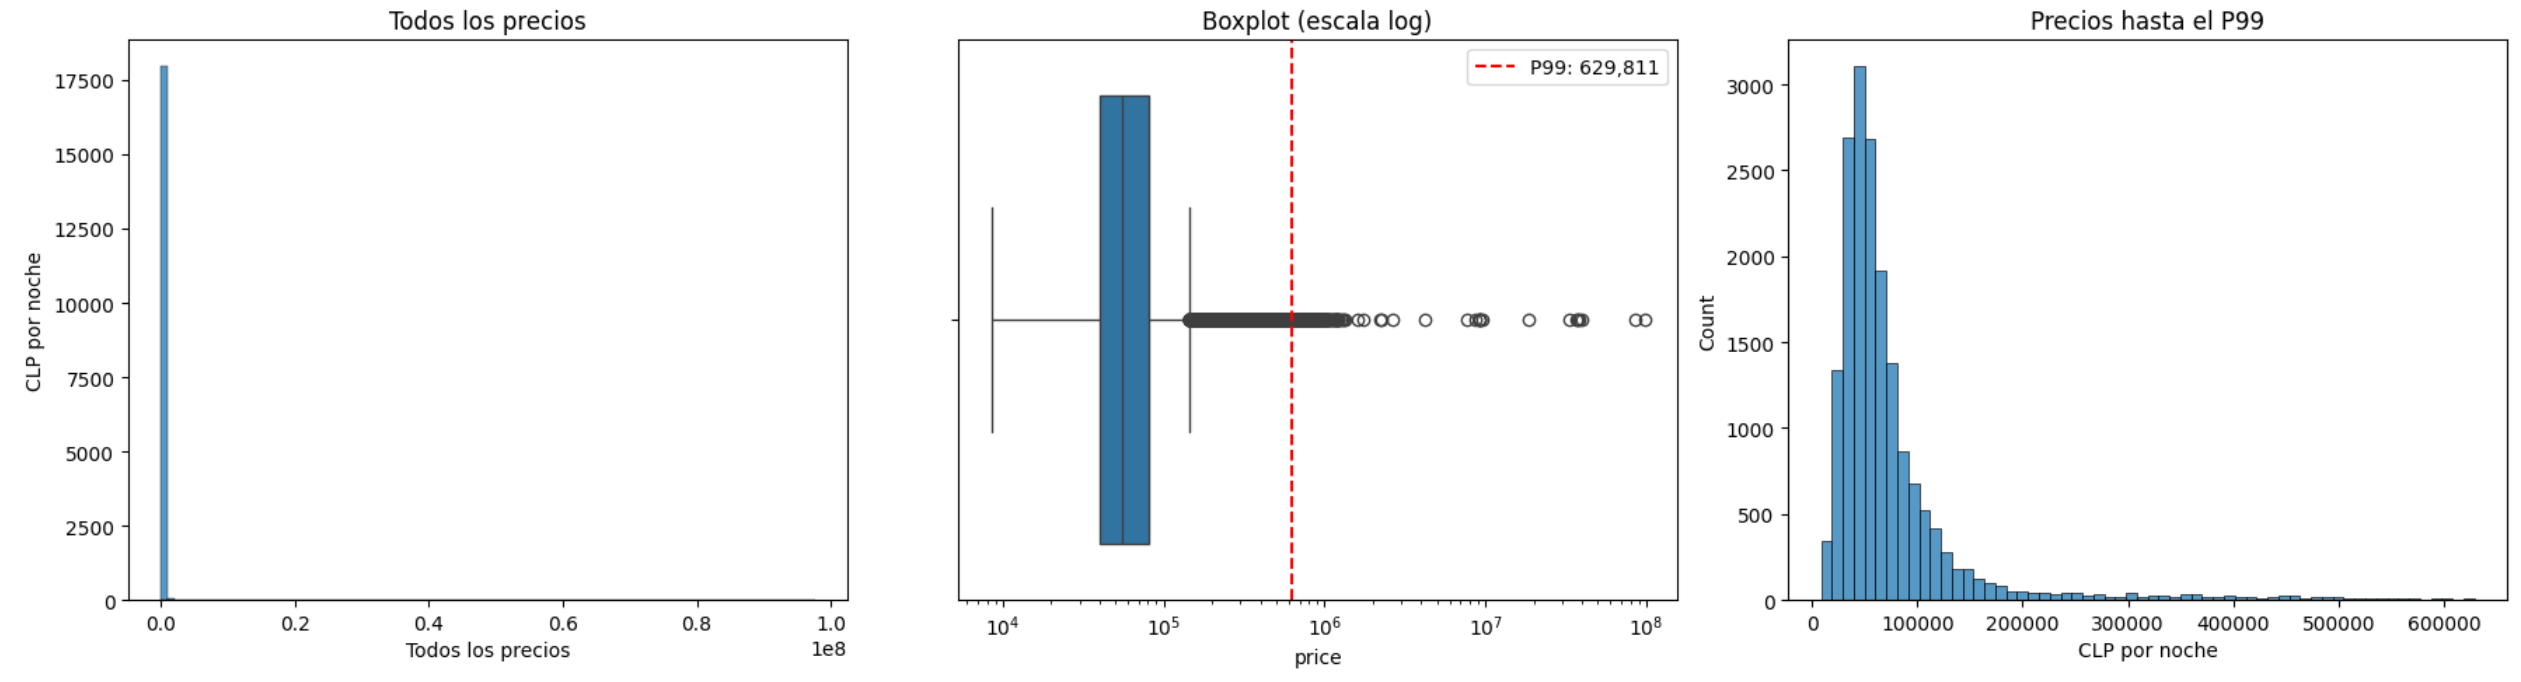 Todos los precios
CLP por noche
17500
15000
12500
10000
7500
5000
2500
0
0.0 0.2 0.4 0.6 0.8 1.0
1e8
Todos los precios
Boxplot (escala log)
P99: 629,811
10^4 10^5 10^6 10^7 10^8
price
Precios hasta el P99
Count
3000
2500
2000
1500
1000
500
0
0 100000 200000 300000 400000 500000 600000
CLP por noche